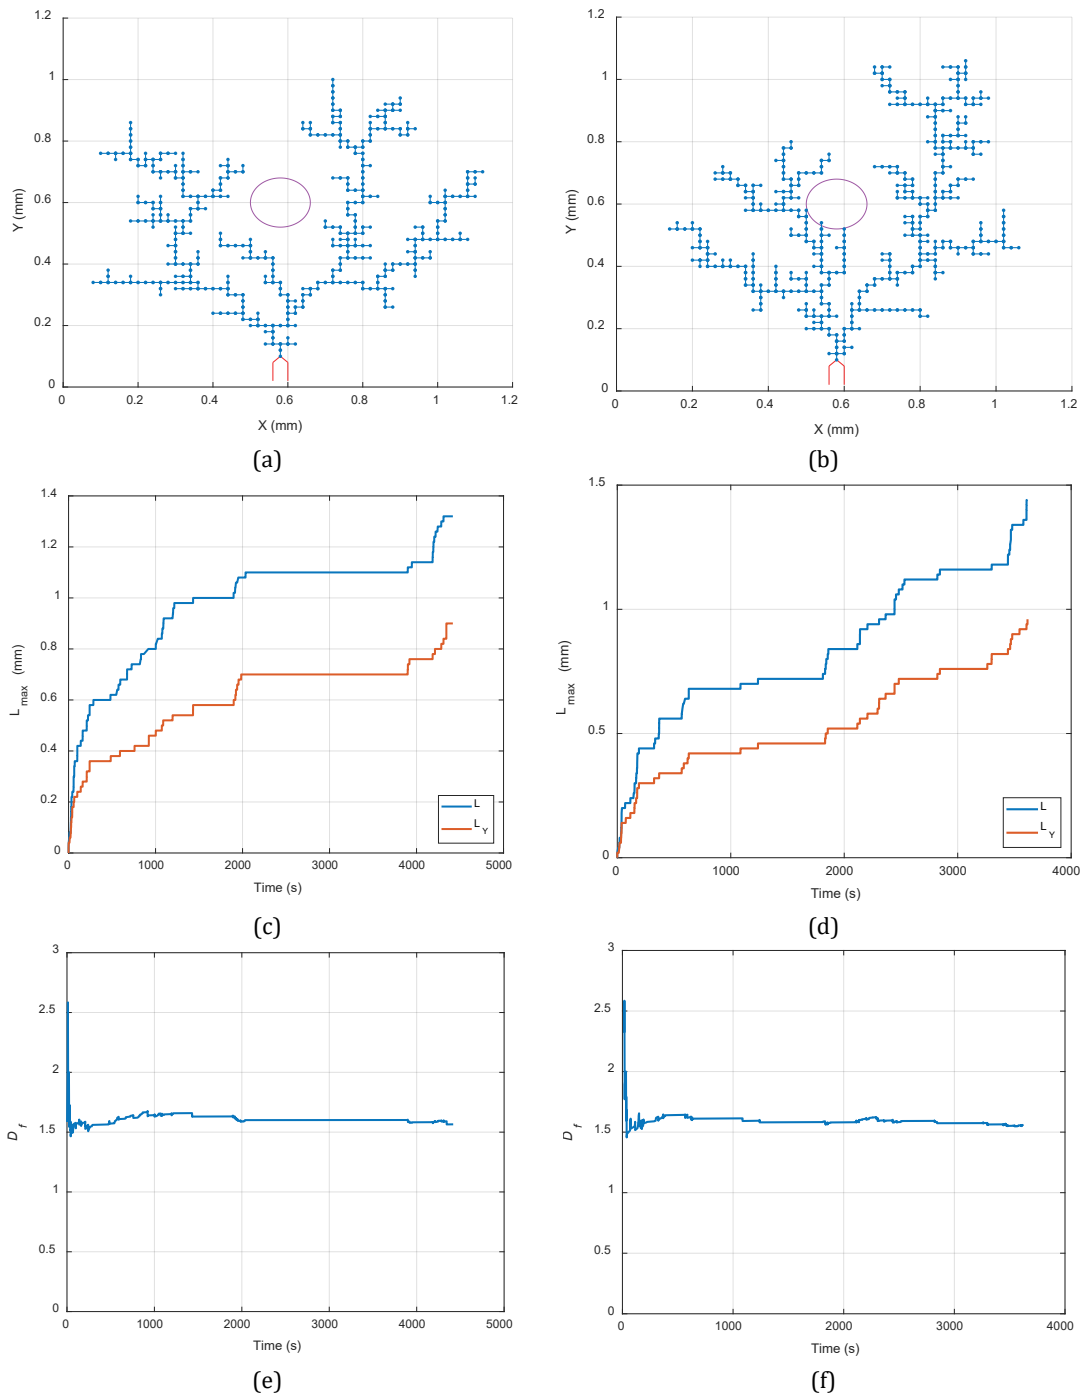 1.2
1
0.8
0.6
0.4
0.2
0
Y (mm)
0 0.2 0.4 0.6 0.8 1 1.2
X (mm)
(a)
1.2
1
0.8
0.6
0.4
0.2
0
Y (mm)
0 0.2 0.4 0.6 0.8 1 1.2
X (mm)
(b)
1.4
1.2
1
0.8
0.6
0.4
0.2
0
L max (mm)
L
L Y
0 1000 2000 3000 4000 5000
Time (s)
(c)
1.5
1
0.5
0
L max (mm)
L
L Y
0 1000 2000 3000 4000
Time (s)
(d)
3
2.5
2
1.5
1
0.5
0
D f
0 1000 2000 3000 4000 5000
Time (s)
(e)
3
2.5
2
1.5
1
0.5
0
D f
0 1000 2000 3000 4000
Time (s)
(f)